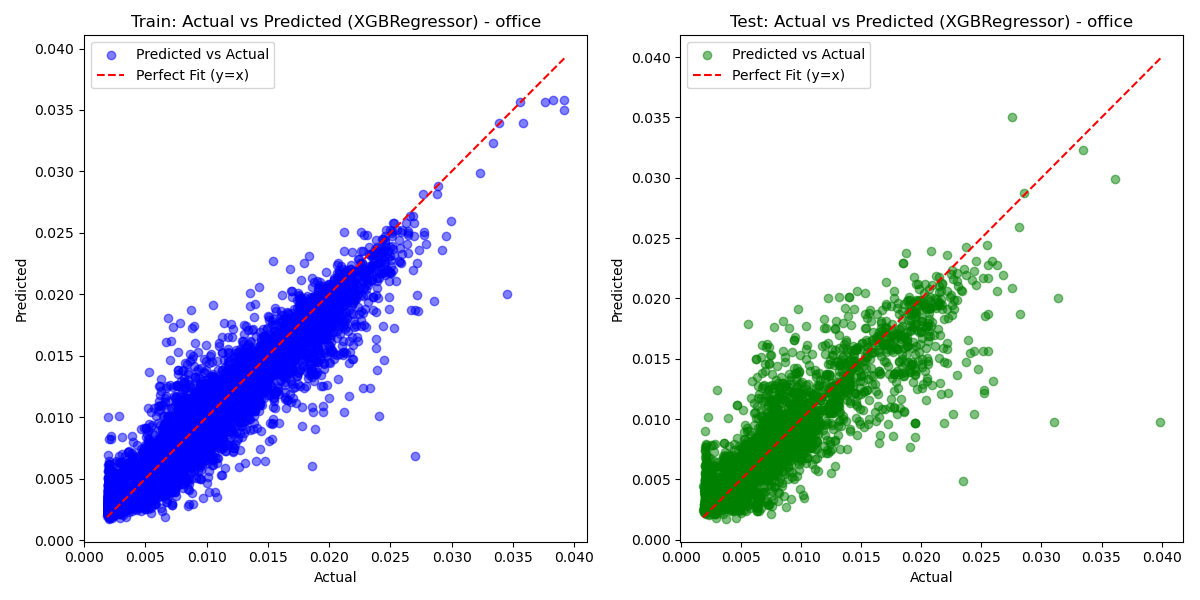 Train: Actual vs Predicted (XGBRegressor) - office
Predicted vs Actual
Perfect Fit (y=x)
0.040
0.035
0.030
0.025
0.020
0.015
0.010
0.005
0.000
Predicted
0.000 0.005 0.010 0.015 0.020 0.025 0.030 0.035 0.040
Actual
Test: Actual vs Predicted (XGBRegressor) - office
Predicted vs Actual
Perfect Fit (y=x)
0.040
0.035
0.030
0.025
0.020
0.015
0.010
0.005
0.000
Predicted
0.000 0.005 0.010 0.015 0.020 0.025 0.030 0.035 0.040
Actual